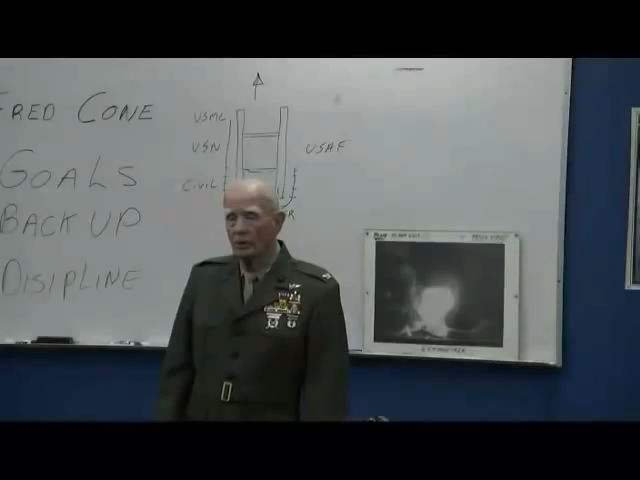 FRED CONE
GOALS
BACK UP
DISIPLINE
USMC
USN
CIVIL
USAF